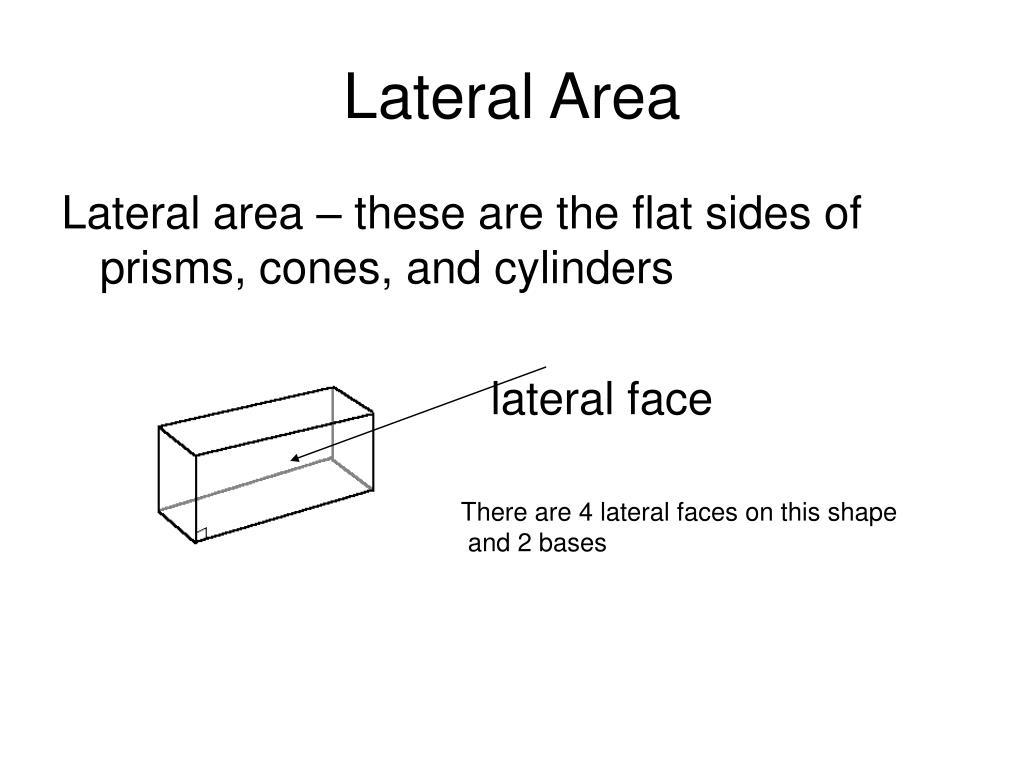 Lateral Area
Lateral area – these are the flat sides of
prisms, cones, and cylinders
lateral face
There are 4 lateral faces on this shape
and 2 bases